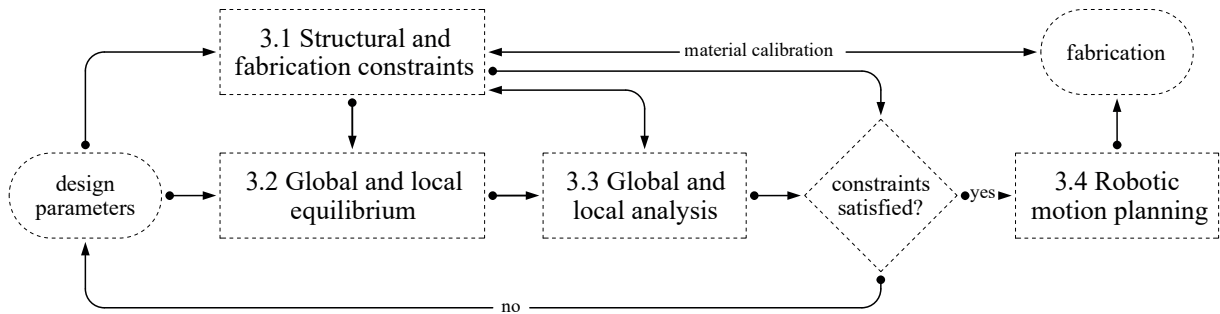 3.1 Structural and
fabrication constraints
material calibration
fabrication
design
parameters
3.2 Global and local
equilibrium
3.3 Global and
local analysis
constraints
satisfied?
yes
3.4 Robotic
motion planning
no